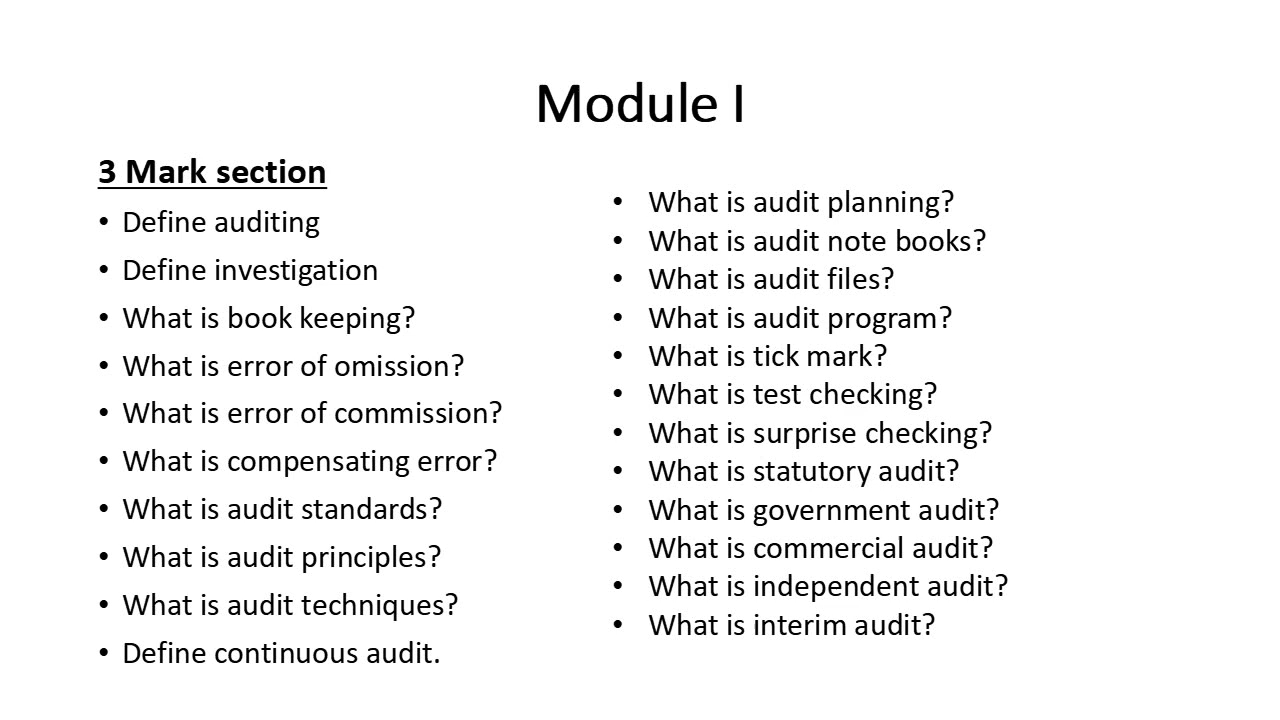 Module I
3 Mark section
• Define auditing
• Define investigation
• What is book keeping?
• What is error of omission?
• What is error of commission?
• What is compensating error?
• What is audit standards?
• What is audit principles?
• What is audit techniques?
• Define continuous audit.
• What is audit planning?
• What is audit note books?
• What is audit files?
• What is audit program?
• What is tick mark?
• What is test checking?
• What is surprise checking?
• What is statutory audit?
• What is government audit?
• What is commercial audit?
• What is independent audit?
• What is interim audit?